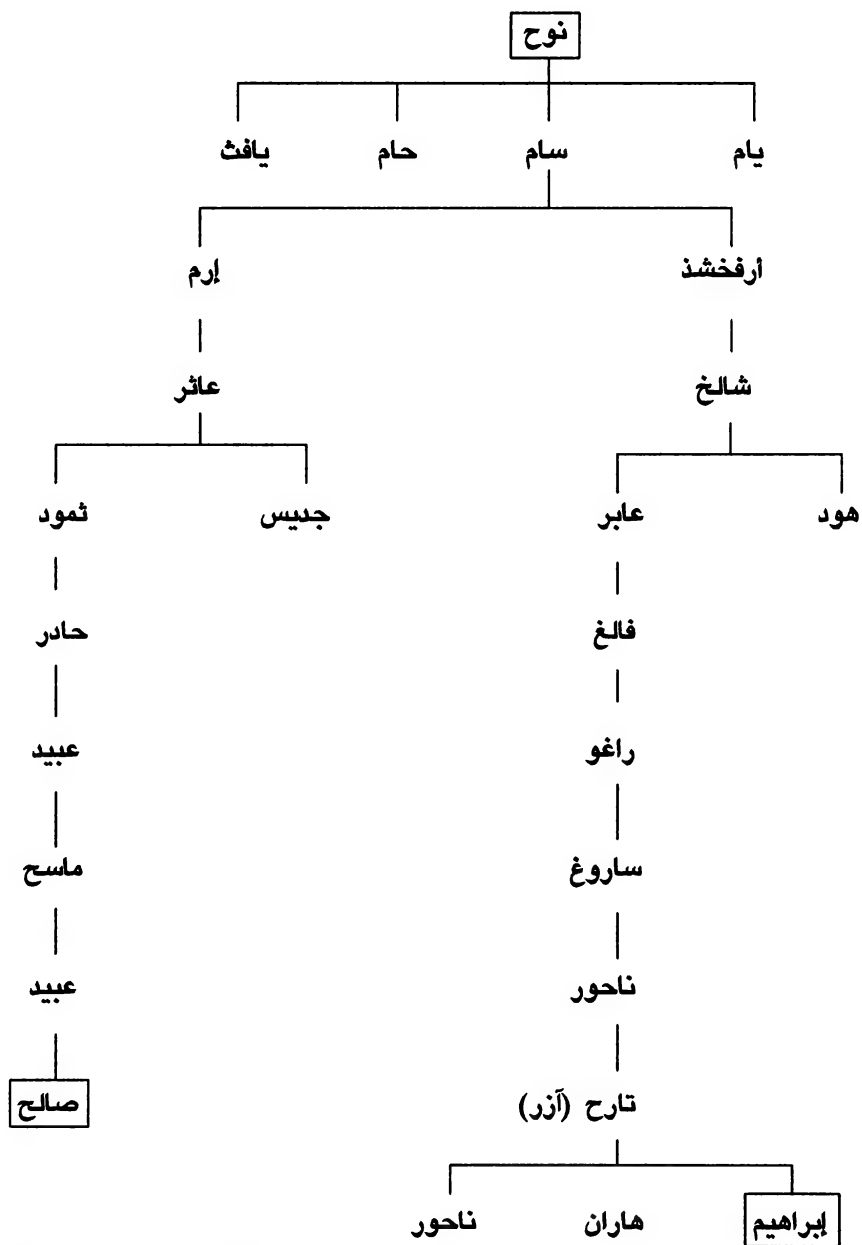 نوح
يام سام حام يافث
أرفخشذ إرم
شالخ عاثر
هود عابر جديس ثمود
فالغ حادر
راغو عبيد
ساروغ ماسح
ناحور عبيد
تارح (آزر) صالح
إبراهيم هاران ناحور